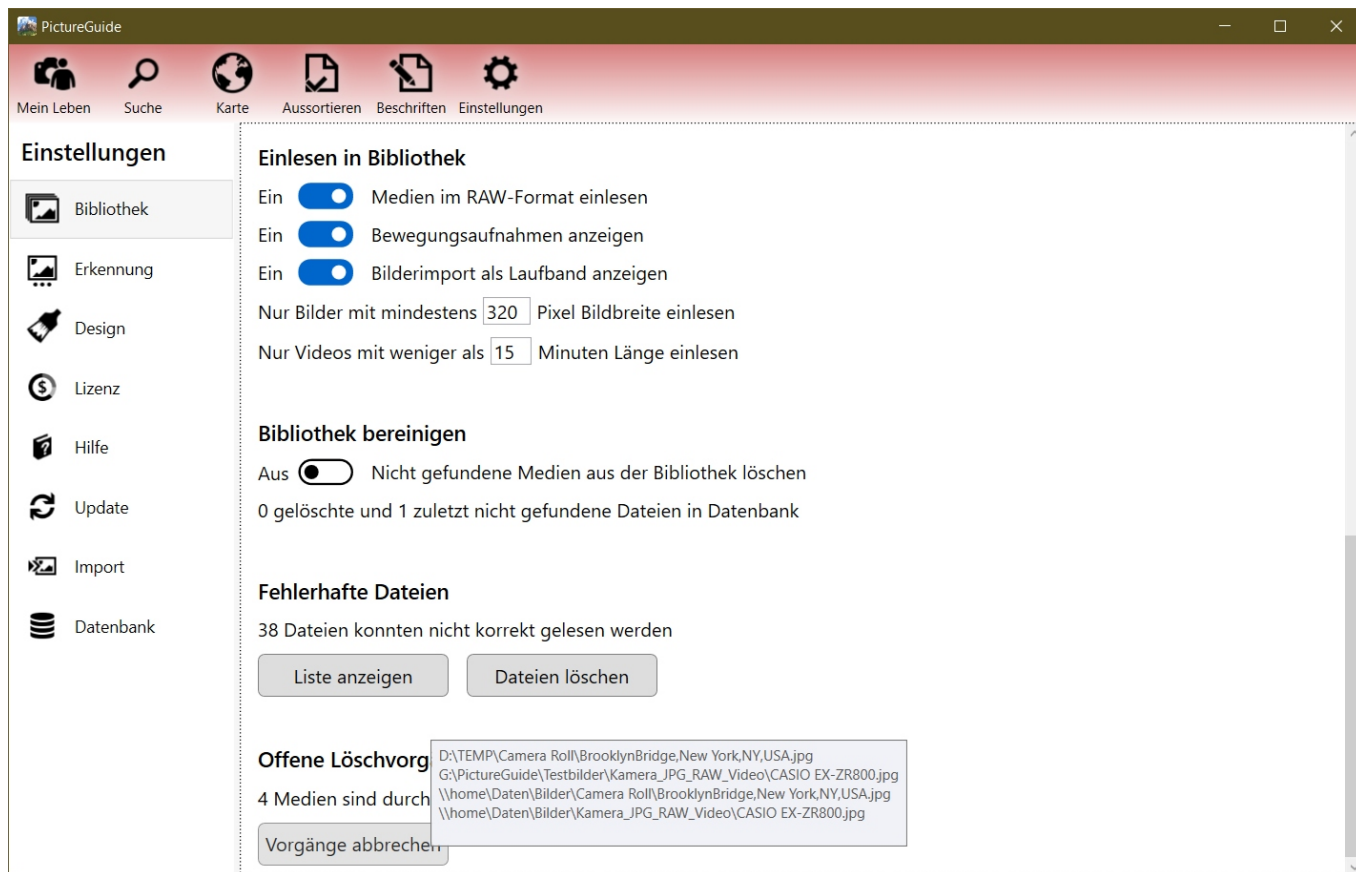 PictureGuide
Mein Leben Suche Karte Aussortieren Beschriften Einstellungen
Einstellungen
Bibliothek
Erkennung
Design
Lizenz
Hilfe
Update
Import
Datenbank
Einlesen in Bibliothek
Ein Medien im RAW-Format einlesen
Ein Bewegungsaufnahmen anzeigen
Ein Bilderimport als Laufband anzeigen
Nur Bilder mit mindestens 320 Pixel Bildbreite einlesen
Nur Videos mit weniger als 15 Minuten Länge einlesen
Bibliothek bereinigen
Aus Nicht gefundene Medien aus der Bibliothek löschen
0 gelöschte und 1 zuletzt nicht gefundene Dateien in Datenbank
Fehlerhafte Dateien
38 Dateien konnten nicht korrekt gelesen werden
Liste anzeigen Dateien löschen
Offene Löschvorg
4 Medien sind durch
Vorgänge abbrechen
D:\TEMP\Camera Roll\BrooklynBridge,New York,NY,USA.jpg
G:\PictureGuide\Testbilder\Kamera_JPG_RAW_Video\CASIO EX-ZR800.jpg
\\home\Daten\Bilder\Camera Roll\BrooklynBridge,New York,NY,USA.jpg
\\home\Daten\Bilder\Kamera_JPG_RAW_Video\CASIO EX-ZR800.jpg